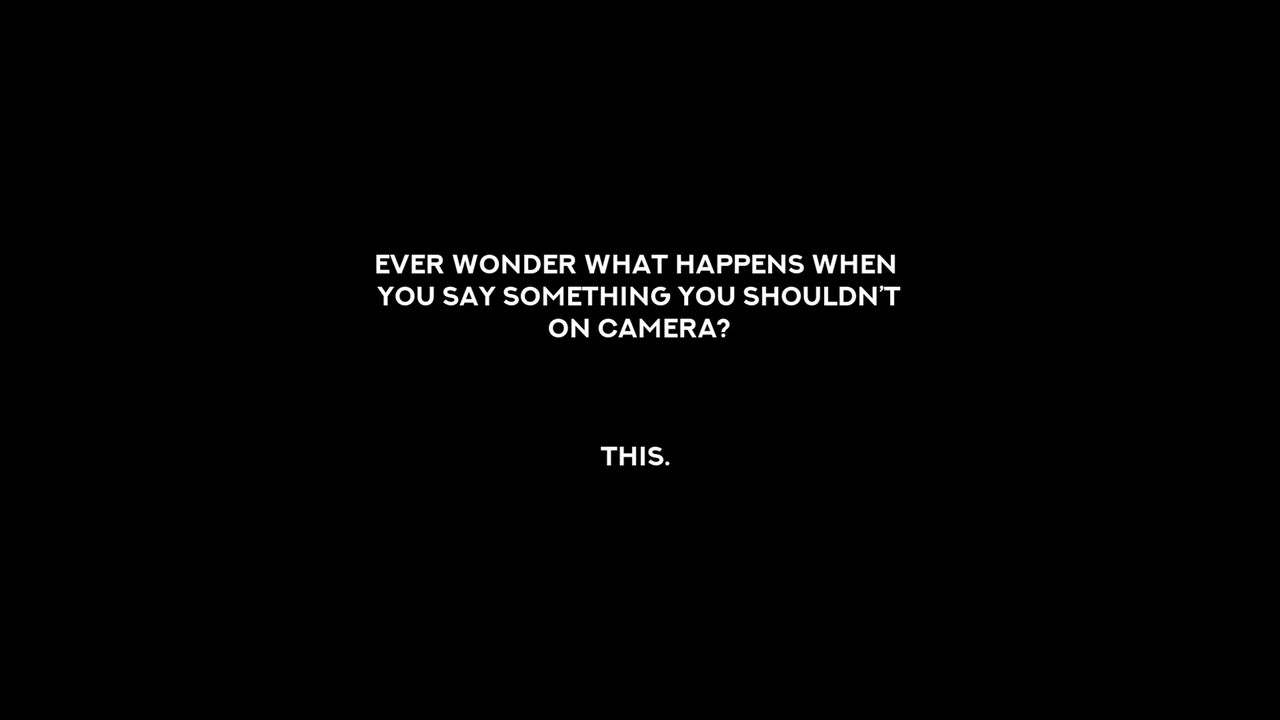 EVER WONDER WHAT HAPPENS WHEN
YOU SAY SOMETHING YOU SHOULDN’T
ON CAMERA?
THIS.